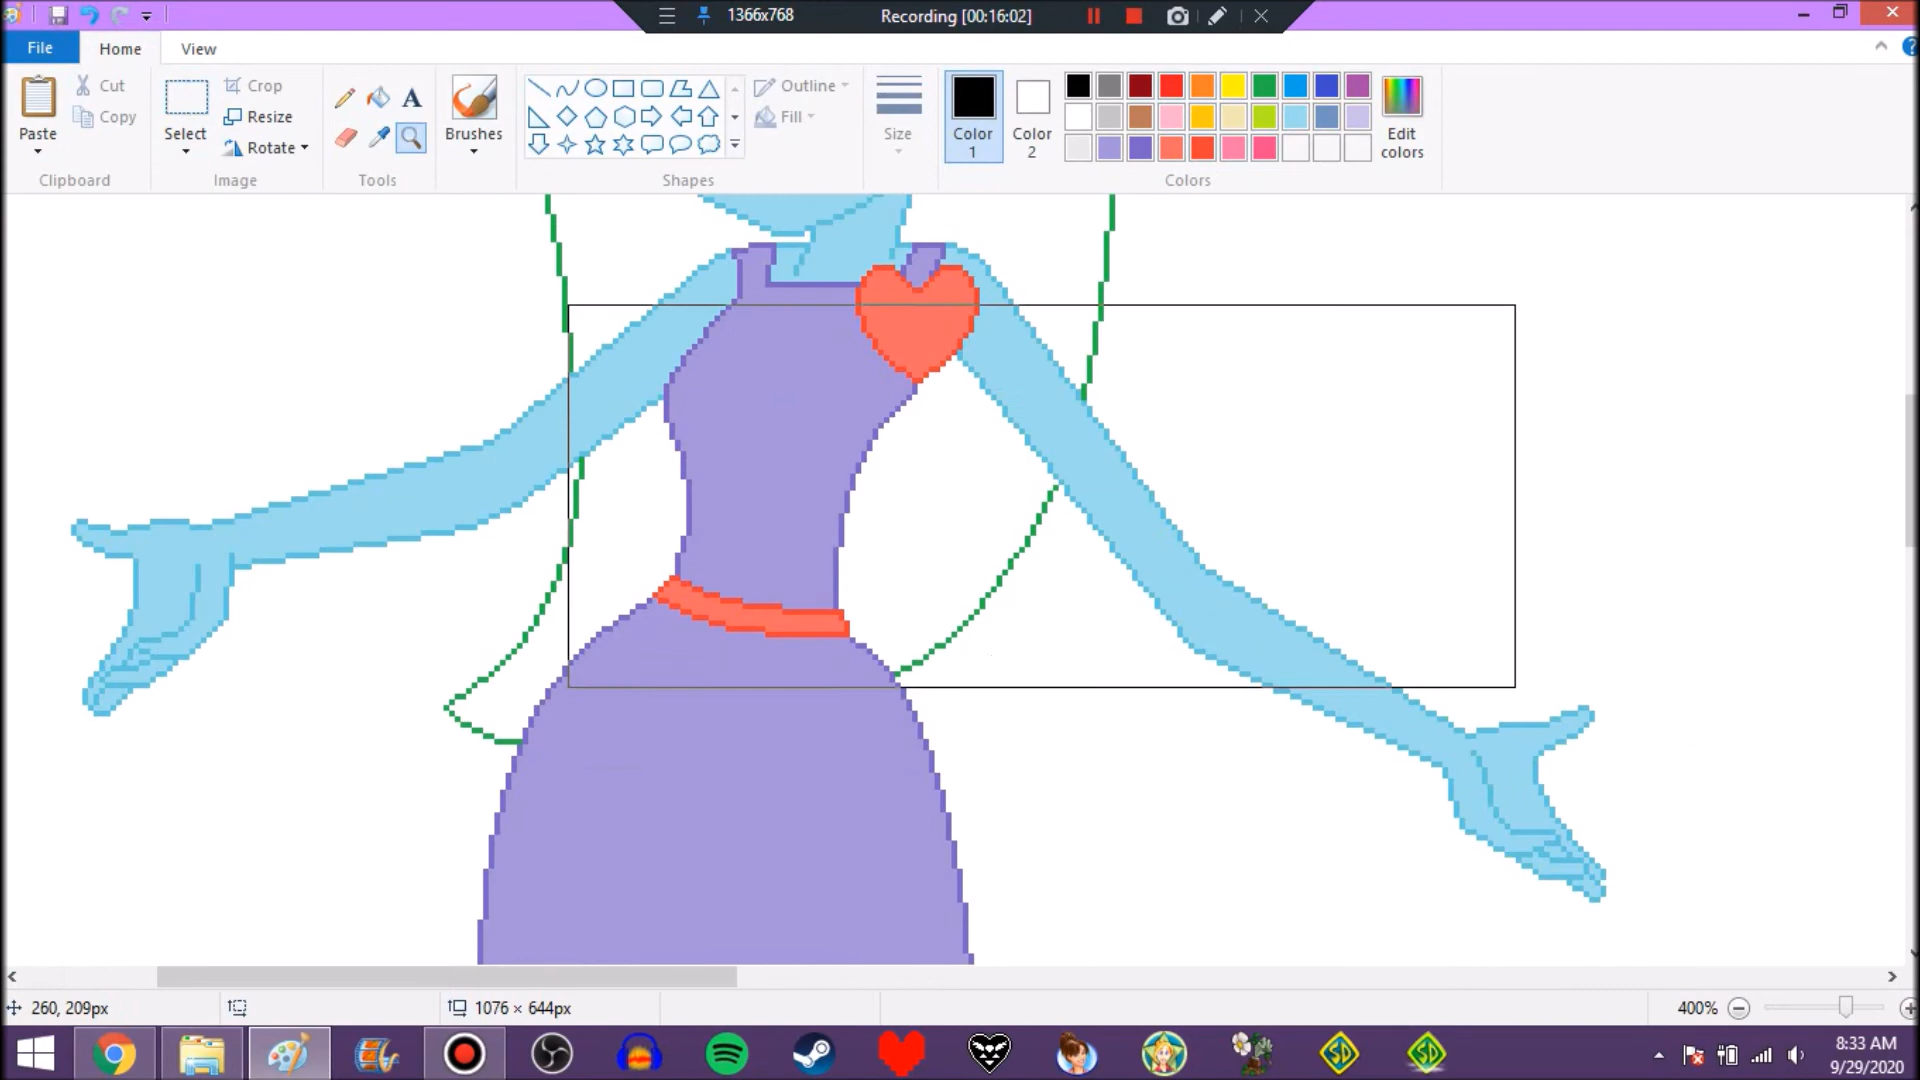 1366x768 Recording [00:16:02]
File Home View
Paste Cut Copy
Clipboard
Select Crop Resize Rotate
Image
A
Tools
Brushes
Shapes
Outline Fill
Size
Color 1
Color 2
Edit colors
Colors
260, 209px 1076 × 644px 400%
SD SD
8:33 AM
9/29/2020